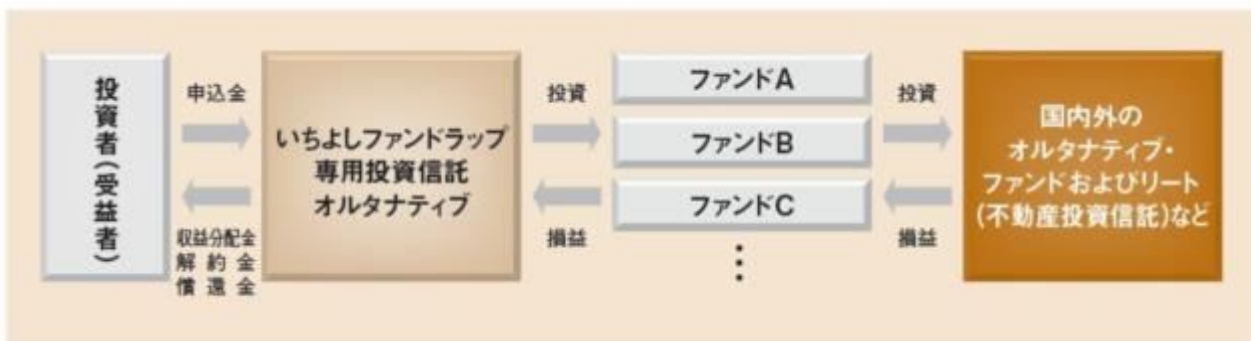 投資者(受益者)
申込金
収益分配金
解約金
償還金
いちよしファンドラップ
専用投資信託
オルタナティブ
投資
損益
ファンドA
ファンドB
ファンドC
⋮
投資
損益
国内外の
オルタナティブ・
ファンドおよびリート
(不動産投資信託)など